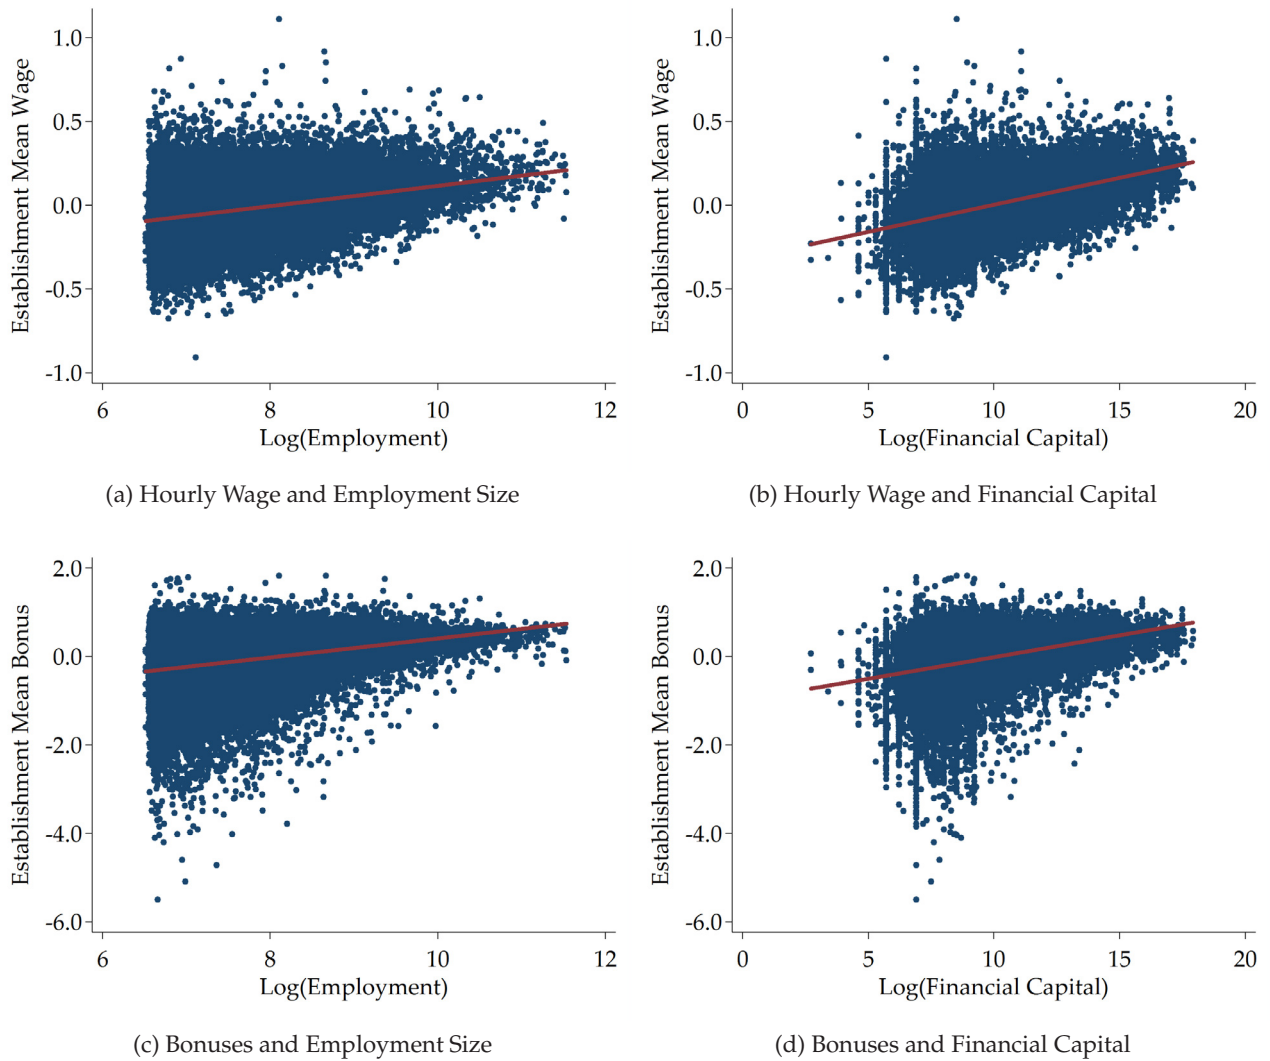 1.0
0.5
0.0
-0.5
-1.0
Establishment Mean Wage
6 8 10 12
Log(Employment)
(a) Hourly Wage and Employment Size
1.0
0.5
0.0
-0.5
-1.0
Establishment Mean Wage
0 5 10 15 20
Log(Financial Capital)
(b) Hourly Wage and Financial Capital
2.0
0.0
-2.0
-4.0
-6.0
Establishment Mean Bonus
6 8 10 12
Log(Employment)
(c) Bonuses and Employment Size
2.0
0.0
-2.0
-4.0
-6.0
Establishment Mean Bonus
0 5 10 15 20
Log(Financial Capital)
(d) Bonuses and Financial Capital